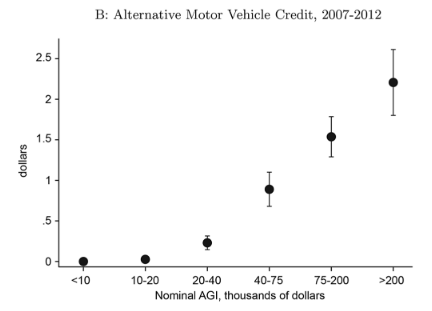 B: Alternative Motor Vehicle Credit, 2007-2012
2.5
2
1.5
1
.5
0
dollars
<10 10-20 20-40 40-75 75-200 >200
Nominal AGI, thousands of dollars